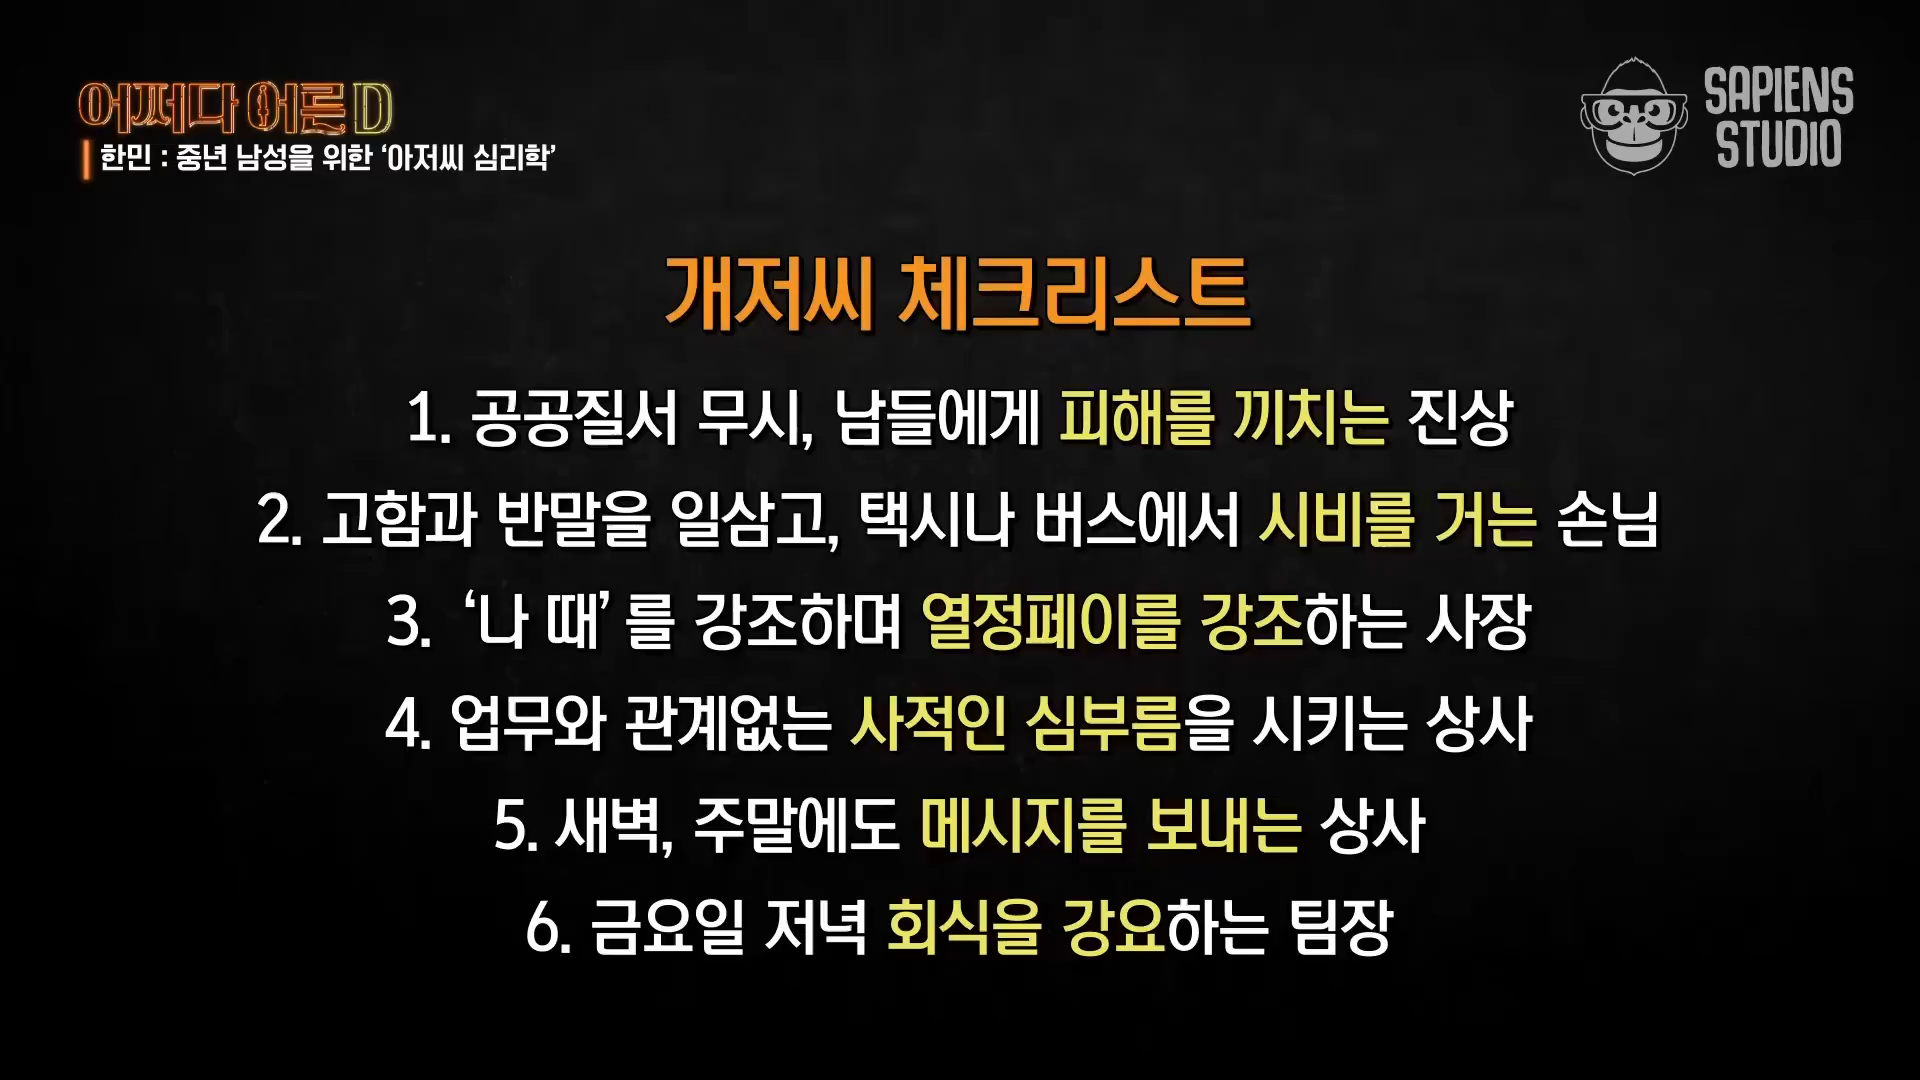 어쩌다 어른 D
한민 : 중년 남성을 위한 ‘아저씨 심리학’
SAPIENS
STUDIO
개저씨 체크리스트
1. 공공질서 무시, 남들에게 피해를 끼치는 진상
2. 고함과 반말을 일삼고, 택시나 버스에서 시비를 거는 손님
3. ‘나 때’를 강조하며 열정페이를 강조하는 사장
4. 업무와 관계없는 사적인 심부름을 시키는 상사
5. 새벽, 주말에도 메시지를 보내는 상사
6. 금요일 저녁 회식을 강요하는 팀장